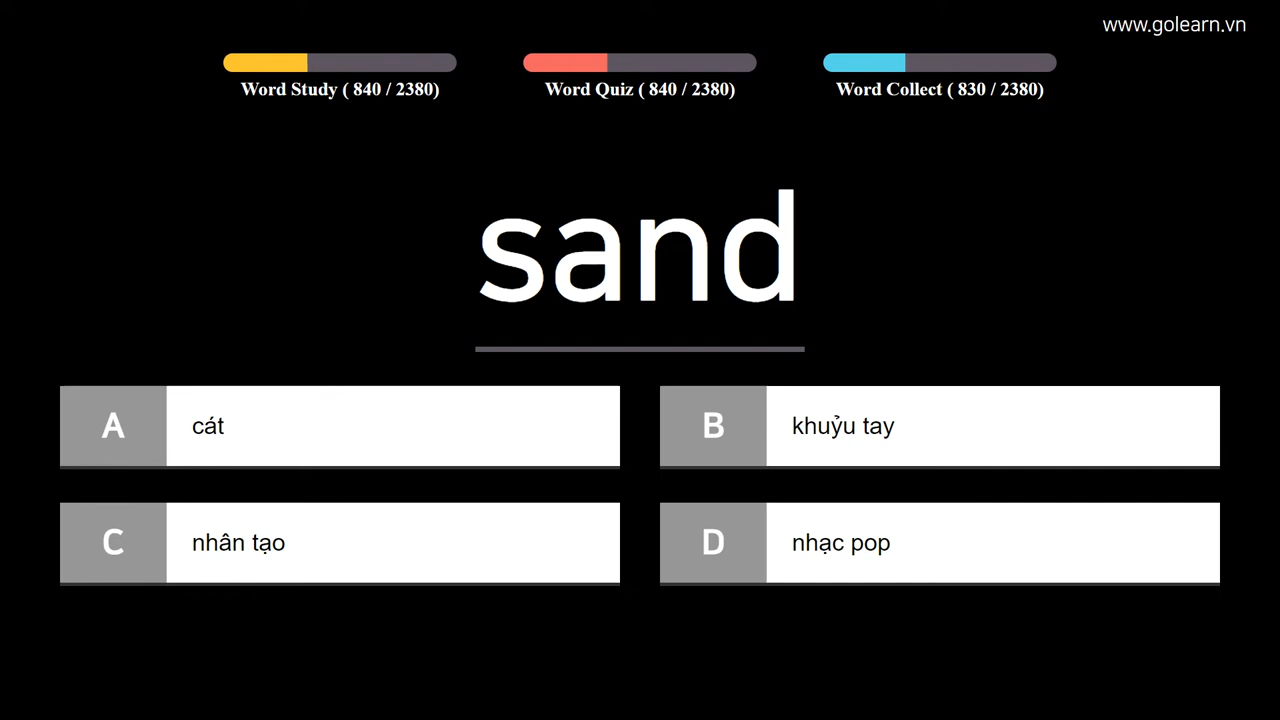 www.golearn.vn
Word Study ( 840 / 2380)
Word Quiz ( 840 / 2380)
Word Collect ( 830 / 2380)
sand
A cát
B khuỷu tay
C nhân tạo
D nhạc pop